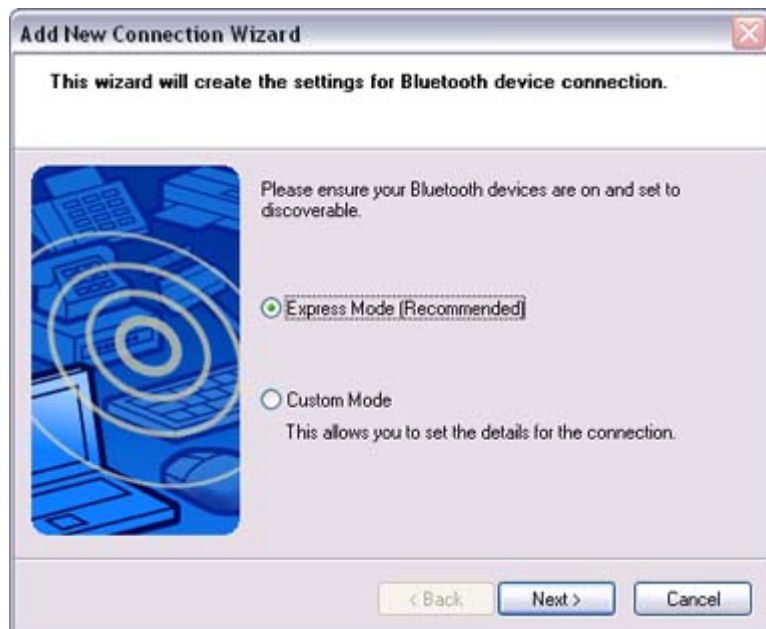 Add New Connection Wizard
This wizard will create the settings for Bluetooth device connection.
Please ensure your Bluetooth devices are on and set to
discoverable.
Express Mode (Recommended)
Custom Mode
This allows you to set the details for the connection.
< Back
Next >
Cancel